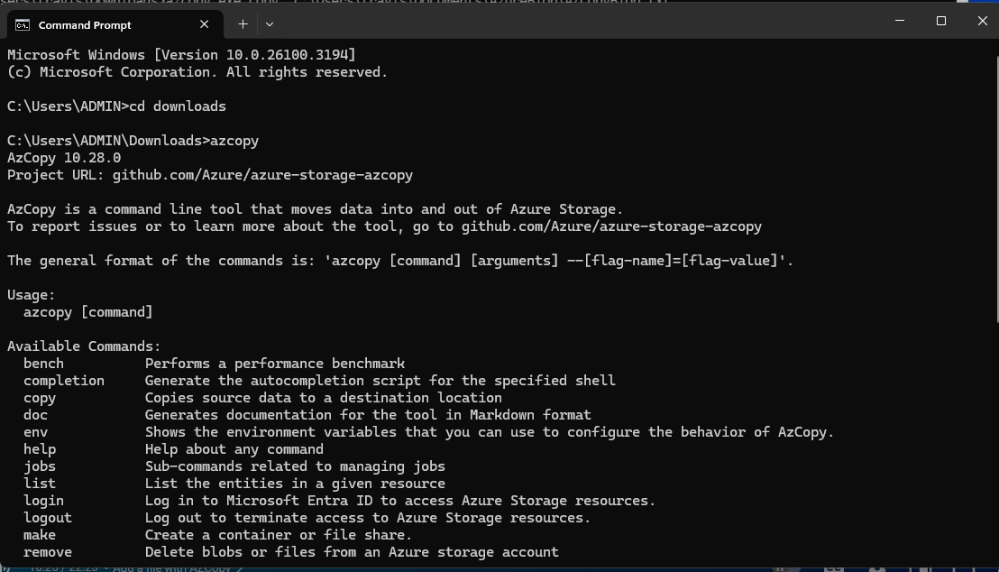 Command Prompt
Microsoft Windows [Version 10.0.26100.3194]
(c) Microsoft Corporation. All rights reserved.
C:\Users\ADMIN>cd downloads
C:\Users\ADMIN\Downloads>azcopy
AzCopy 10.28.0
Project URL: github.com/Azure/azure-storage-azcopy
AzCopy is a command line tool that moves data into and out of Azure Storage.
To report issues or to learn more about the tool, go to github.com/Azure/azure-storage-azcopy
The general format of the commands is: 'azcopy [command] [arguments] --[flag-name]=[flag-value]'.
Usage:
azcopy [command]
Available Commands:
bench Performs a performance benchmark
completion Generate the autocompletion script for the specified shell
copy Copies source data to a destination location
doc Generates documentation for the tool in Markdown format
env Shows the environment variables that you can use to configure the behavior of AzCopy.
help Help about any command
jobs Sub-commands related to managing jobs
list List the entities in a given resource
login Log in to Microsoft Entra ID to access Azure Storage resources.
logout Log out to terminate access to Azure Storage resources.
make Create a container or file share.
remove Delete blobs or files from an Azure storage account